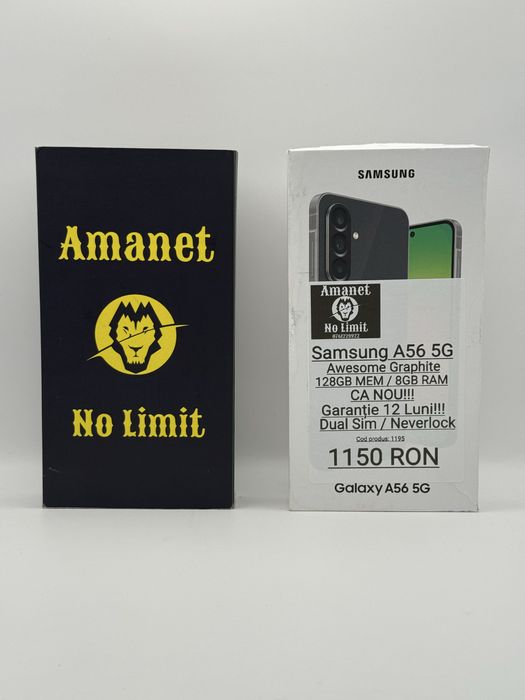 Amanet
No Limit
SAMSUNG
Amanet
No Limit
0741229972
Samsung A56 5G
Awesome Graphite
128GB MEM / 8GB RAM
CA NOU!!!
Garanție 12 Luni!!!
Dual Sim / Neverlock
Cod produs: 1195
1150 RON
Galaxy A56 5G